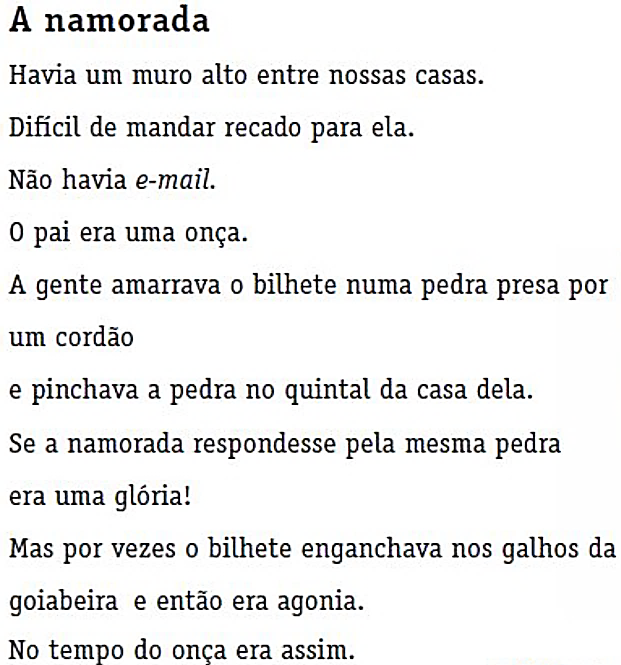 A namorada
Havia um muro alto entre nossas casas.
Difícil de mandar recado para ela.
Não havia e-mail.
O pai era uma onça.
A gente amarrava o bilhete numa pedra presa por
um cordão
e pinchava a pedra no quintal da casa dela.
Se a namorada respondesse pela mesma pedra
era uma glória!
Mas por vezes o bilhete enganchava nos galhos da
goiabeira e então era agonia.
No tempo do onça era assim.